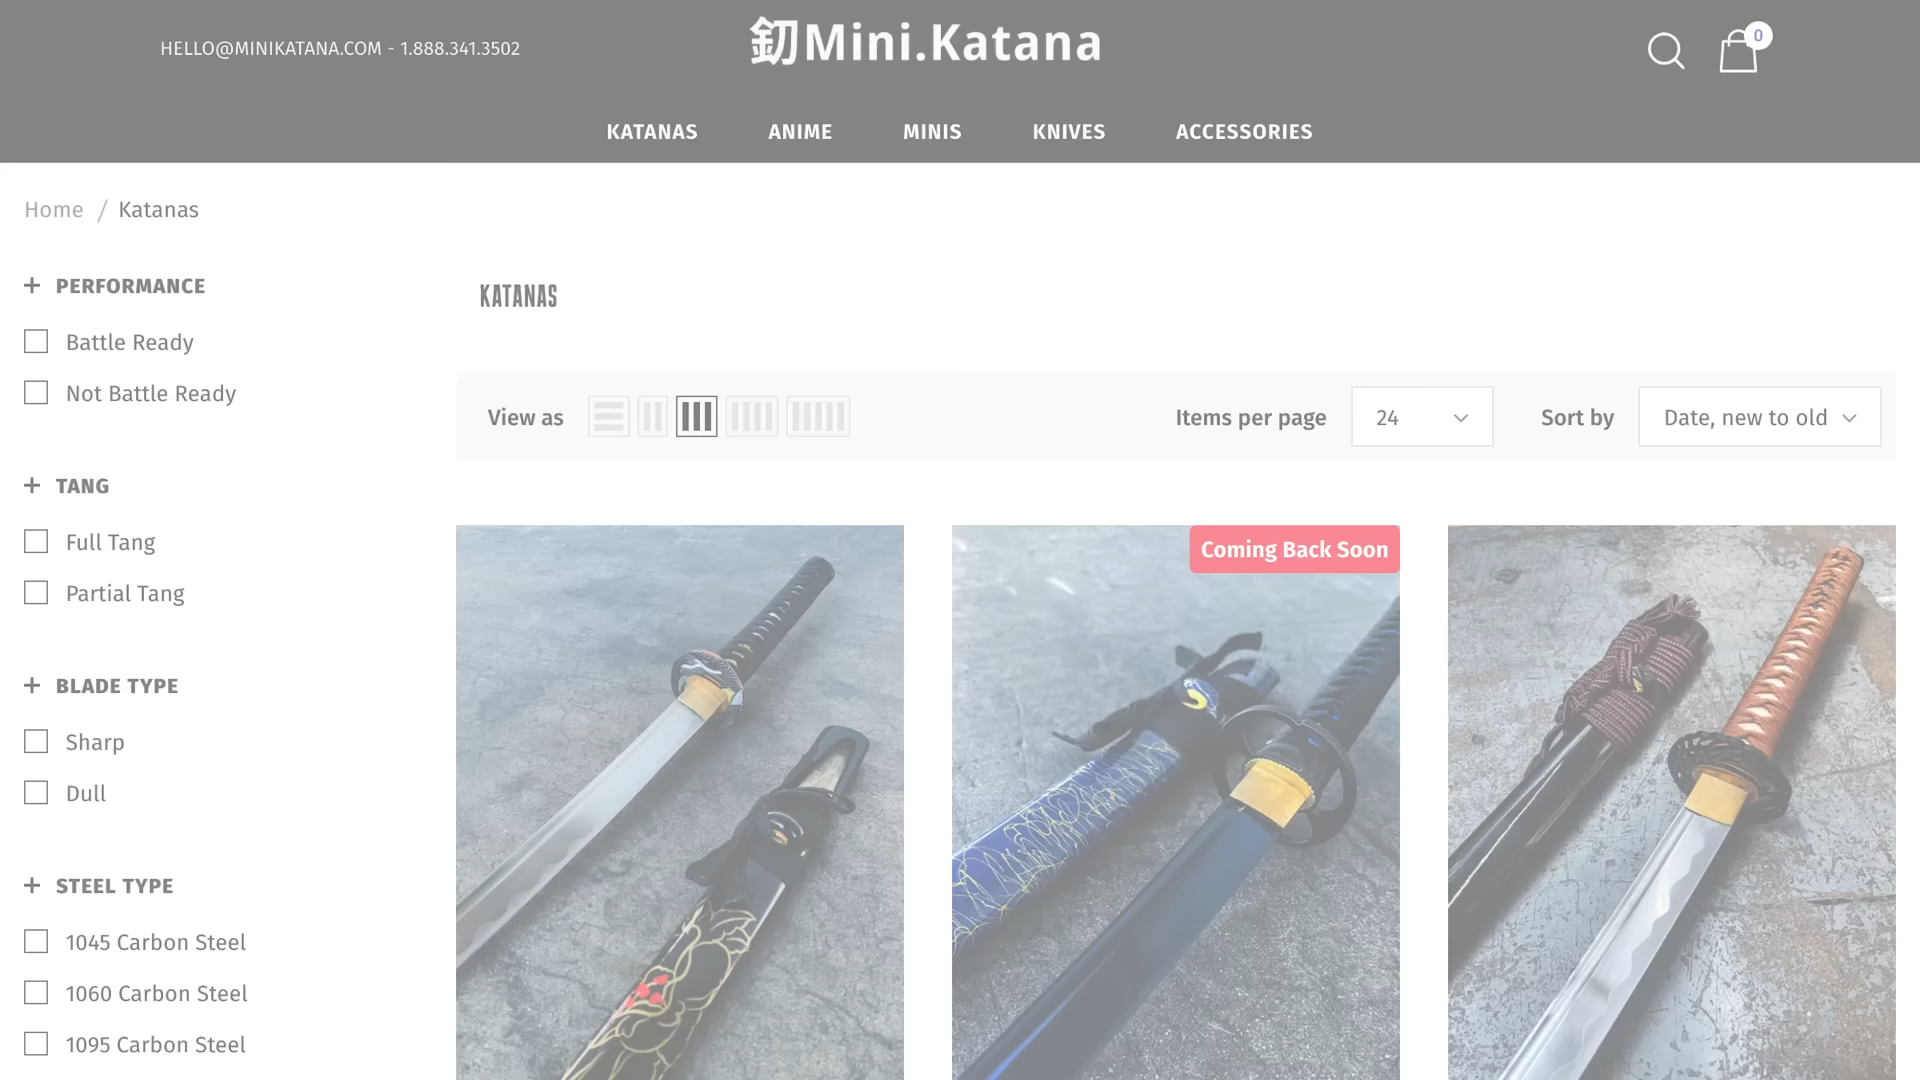 HELLO@MINIKATANA.COM - 1.888.341.3502
釖Mini.Katana
0
KATANAS
ANIME
MINIS
KNIVES
ACCESSORIES
Home / Katanas
+ PERFORMANCE
Battle Ready
Not Battle Ready
+ TANG
Full Tang
Partial Tang
+ BLADE TYPE
Sharp
Dull
+ STEEL TYPE
1045 Carbon Steel
1060 Carbon Steel
1095 Carbon Steel
KATANAS
View as
Items per page
24
Sort by
Date, new to old
Coming Back Soon